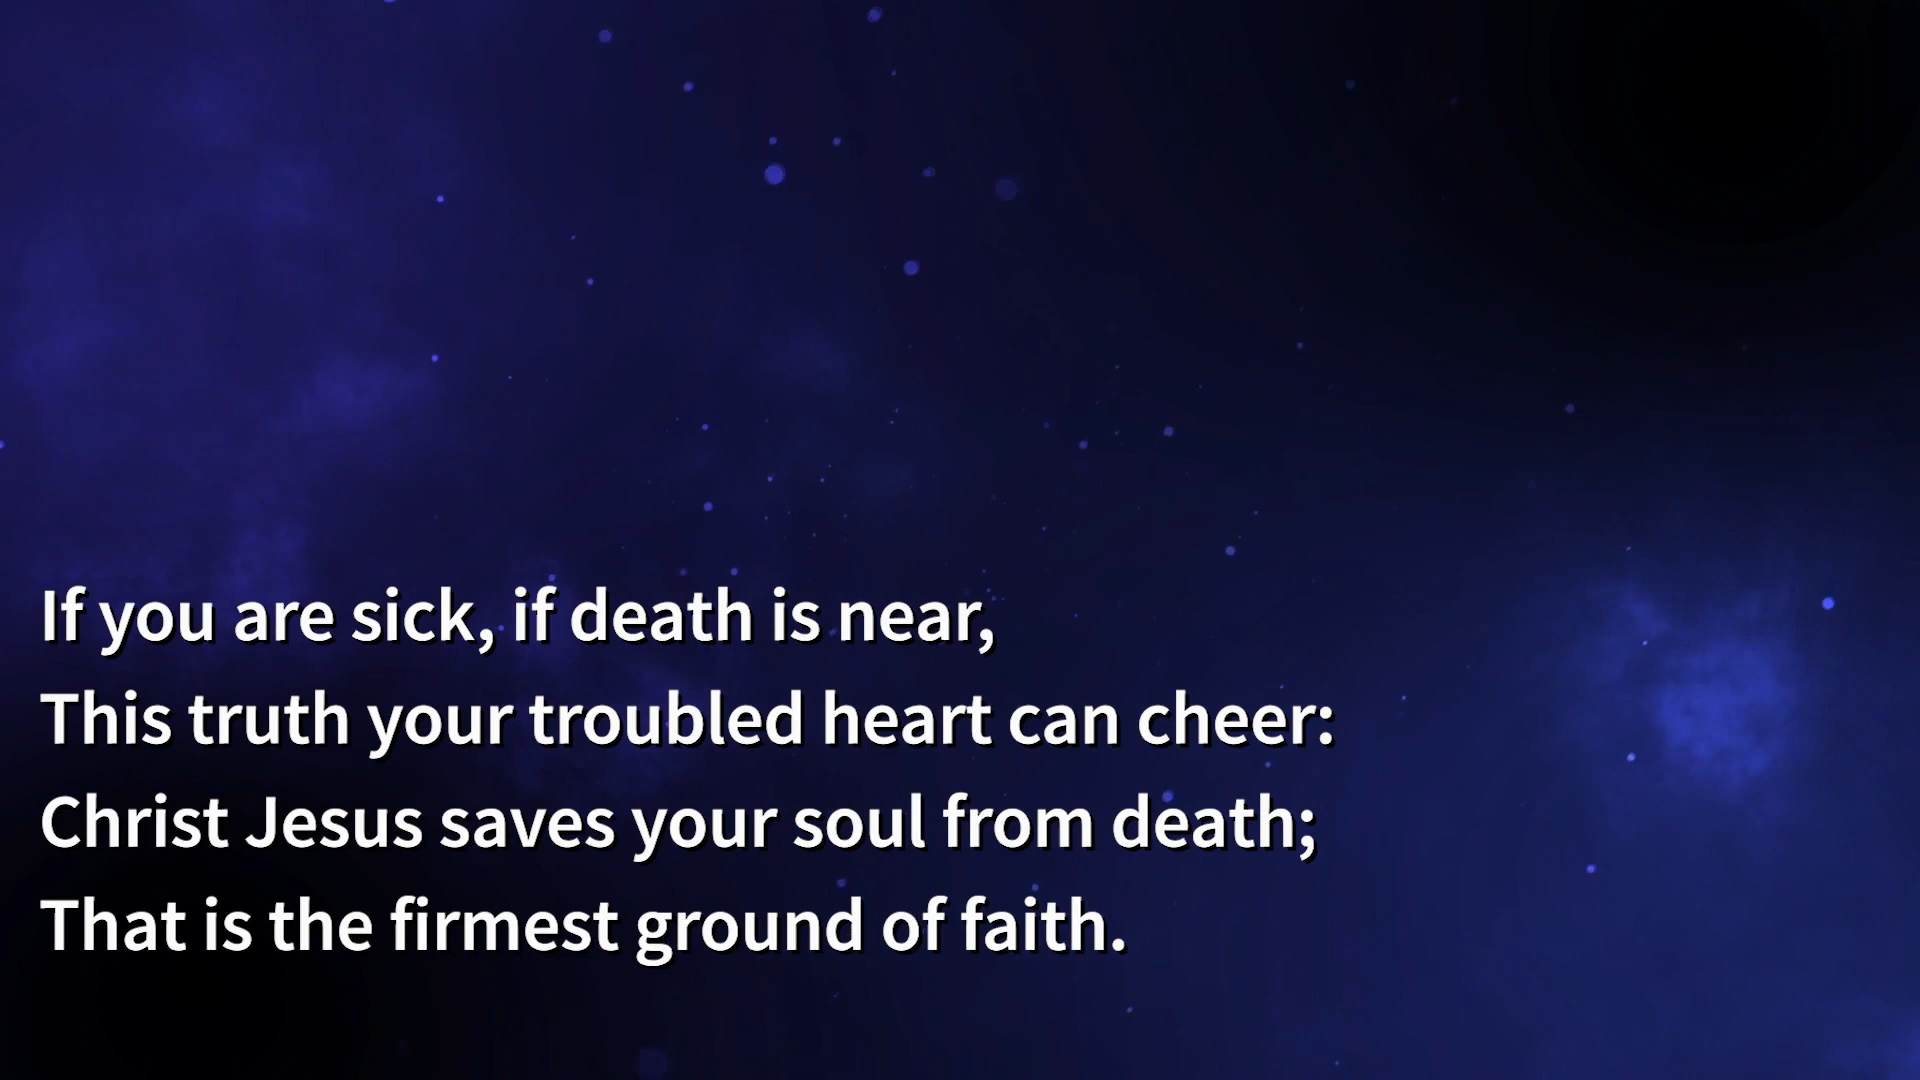 If you are sick, if death is near,
This truth your troubled heart can cheer:
Christ Jesus saves your soul from death;
That is the firmest ground of faith.